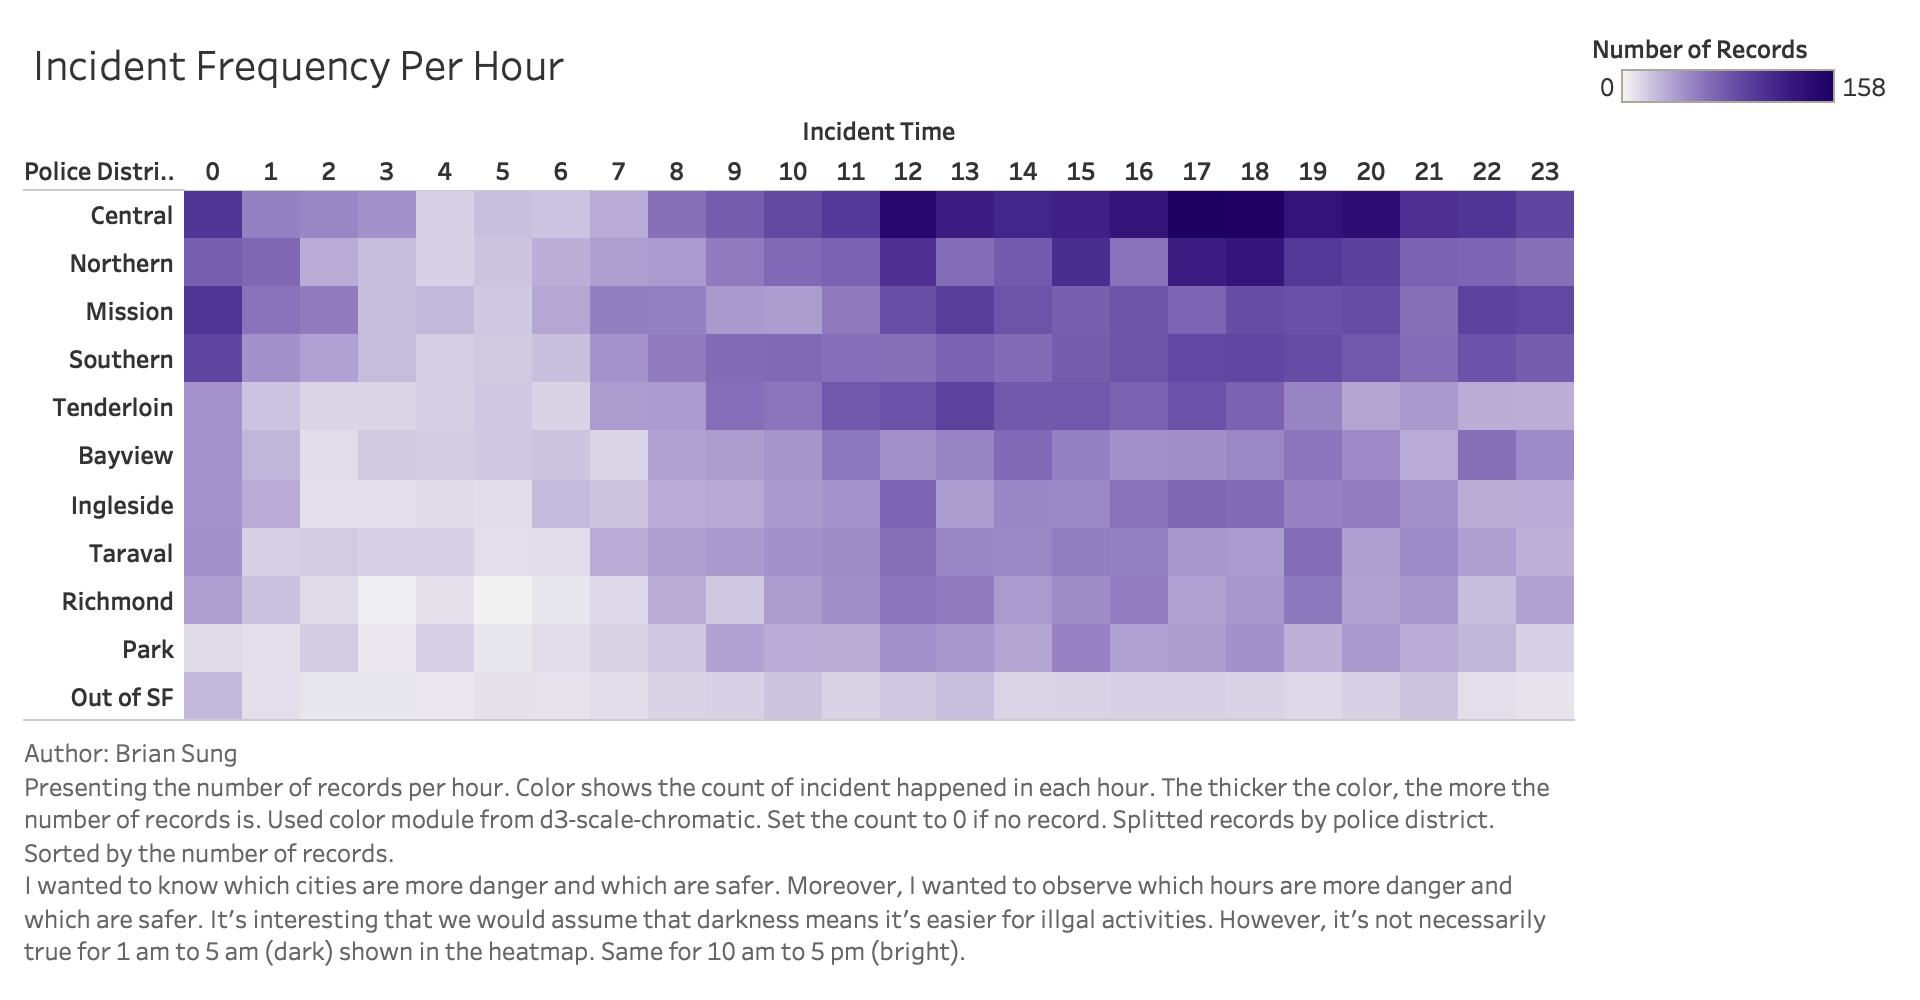 Incident Frequency Per Hour
Number of Records
0 158
Incident Time
Police Distri.. 0 1 2 3 4 5 6 7 8 9 10 11 12 13 14 15 16 17 18 19 20 21 22 23
Central
Northern
Mission
Southern
Tenderloin
Bayview
Ingleside
Taraval
Richmond
Park
Out of SF
Author: Brian Sung
Presenting the number of records per hour. Color shows the count of incident happened in each hour. The thicker the color, the more the
number of records is. Used color module from d3-scale-chromatic. Set the count to 0 if no record. Splitted records by police district.
Sorted by the number of records.
I wanted to know which cities are more danger and which are safer. Moreover, I wanted to observe which hours are more danger and
which are safer. It’s interesting that we would assume that darkness means it’s easier for illgal activities. However, it’s not necessarily
true for 1 am to 5 am (dark) shown in the heatmap. Same for 10 am to 5 pm (bright).